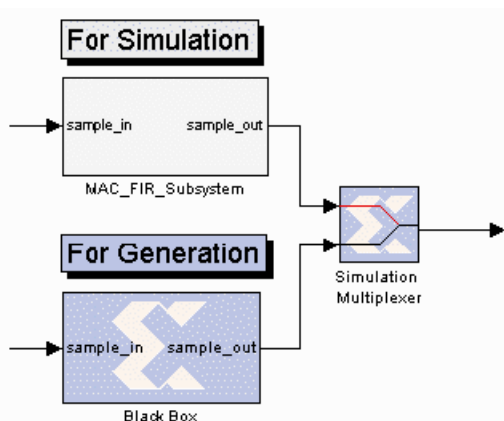 For Simulation
sample_in sample_out
MAC_FIR_Subsystem
For Generation
Simulation
Multiplexer
sample_in sample_out
Black Box